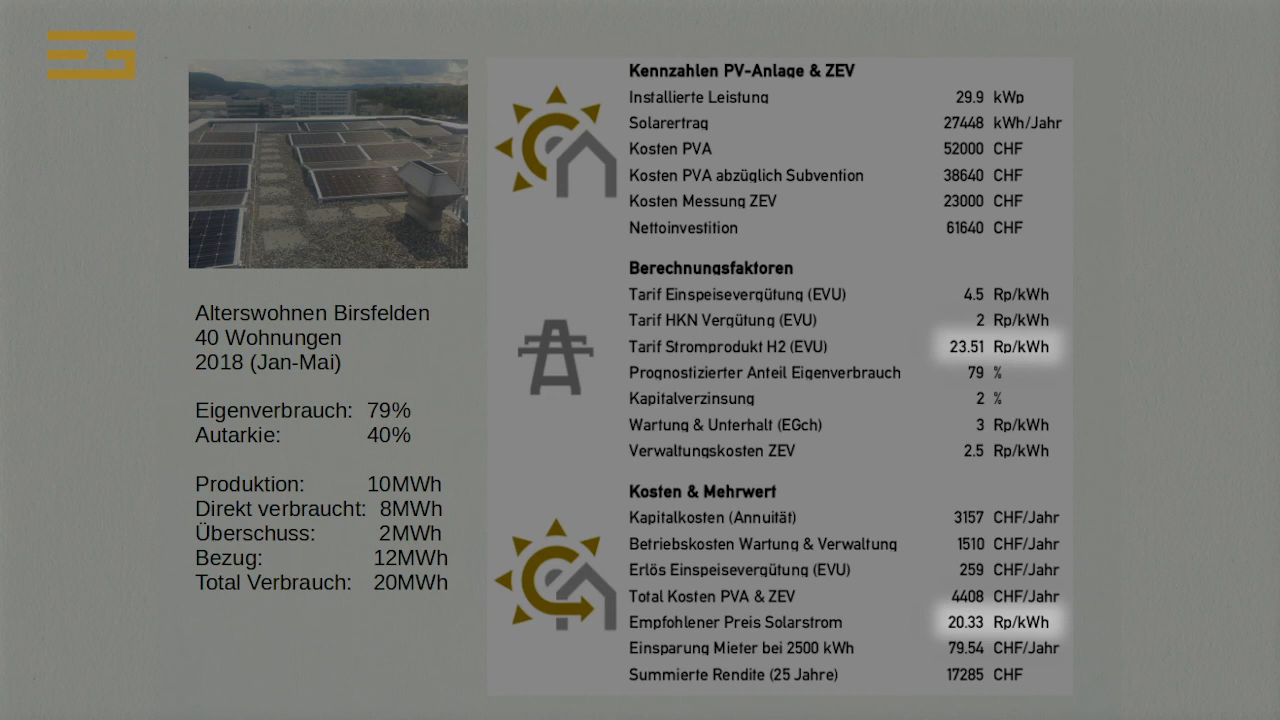 Alterswohnen Birsfelden
40 Wohnungen
2018 (Jan-Mai)
Eigenverbrauch: 79%
Autarkie: 40%
Produktion: 10MWh
Direkt verbraucht: 8MWh
Überschuss: 2MWh
Bezug: 12MWh
Total Verbrauch: 20MWh
Kennzahlen PV-Anlage & ZEV
Installierte Leistung 29.9 kWp
Solarertrag 27448 kWh/Jahr
Kosten PVA 52000 CHF
Kosten PVA abzüglich Subvention 38640 CHF
Kosten Messung ZEV 23000 CHF
Nettoinvestition 61640 CHF
Berechnungsfaktoren
Tarif Einspeisevergütung (EVU) 4.5 Rp/kWh
Tarif HKN Vergütung (EVU) 2 Rp/kWh
Tarif Stromprodukt H2 (EVU) 23.51 Rp/kWh
Prognostizierter Anteil Eigenverbrauch 79 %
Kapitalverzinsung 2 %
Wartung & Unterhalt (EGch) 3 Rp/kWh
Verwaltungskosten ZEV 2.5 Rp/kWh
Kosten & Mehrwert
Kapitalkosten (Annuität) 3157 CHF/Jahr
Betriebskosten Wartung & Verwaltung 1510 CHF/Jahr
Erlös Einspeisevergütung (EVU) 259 CHF/Jahr
Total Kosten PVA & ZEV 4408 CHF/Jahr
Empfohlener Preis Solarstrom 20.33 Rp/kWh
Einsparung Mieter bei 2500 kWh 79.54 CHF/Jahr
Summierte Rendite (25 Jahre) 17285 CHF